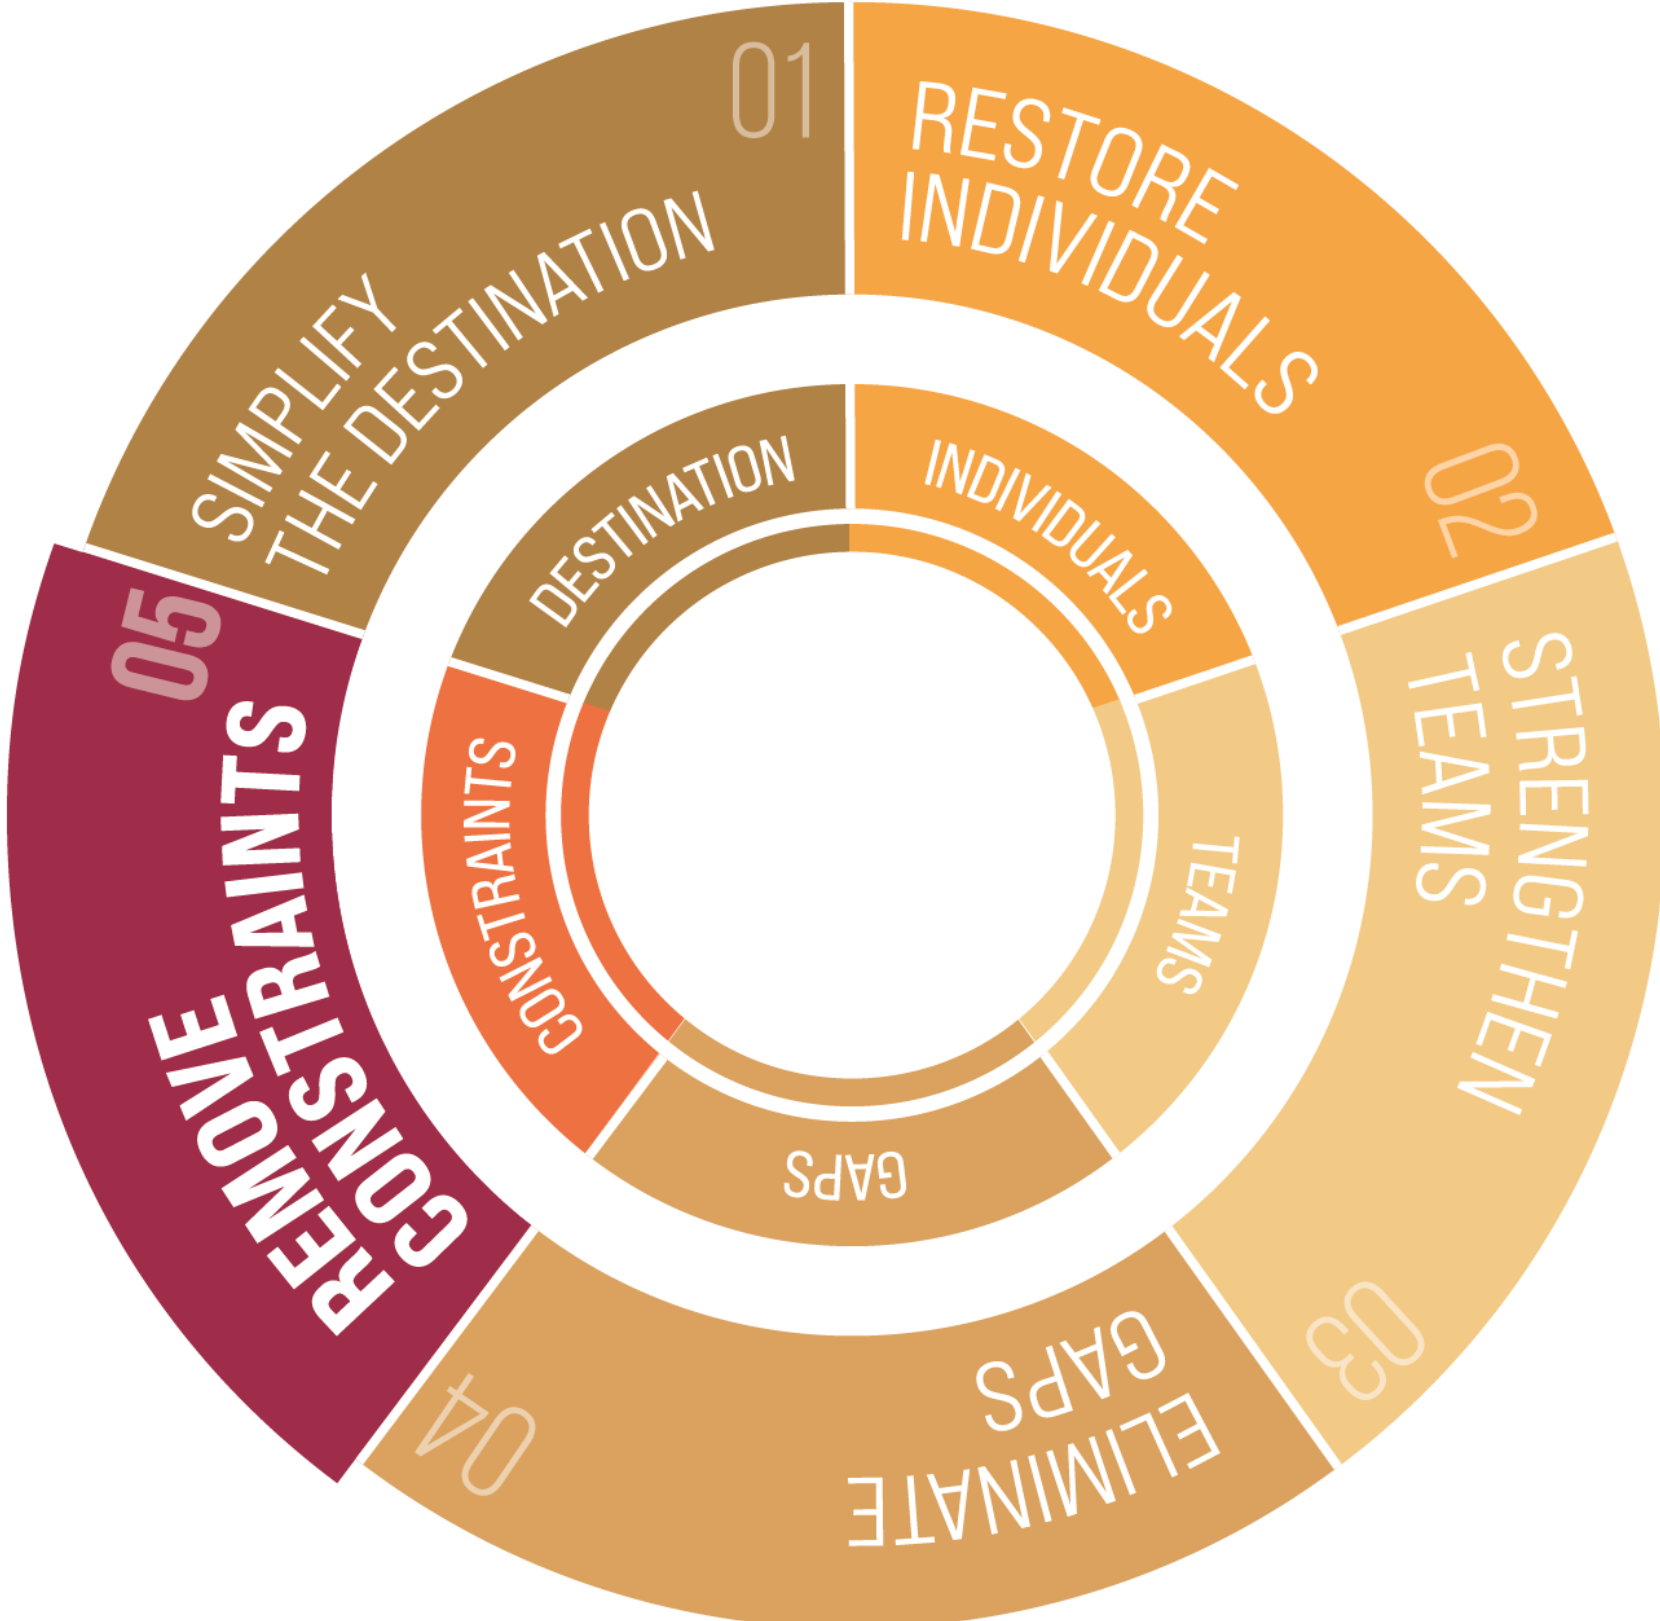 01
SIMPLIFY
THE DESTINATION
RESTORE
INDIVIDUALS
02
STRENGTHEN
TEAMS
03
ELIMINATE
GAPS
04
REMOVE
CONSTRAINTS
05
DESTINATION
INDIVIDUALS
TEAMS
GAPS
CONSTRAINTS